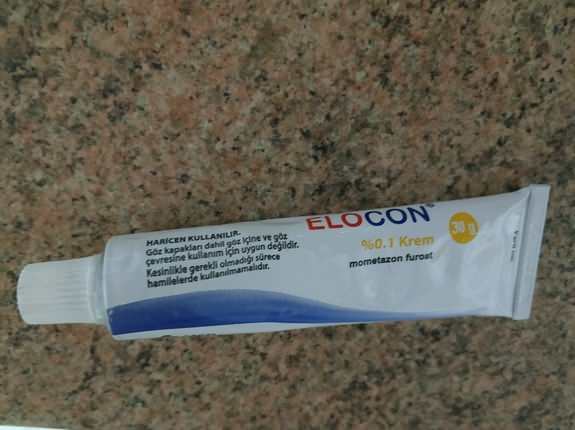 HARİCEN KULLANILIR.
Göz kapakları dahil göz içine ve göz
çevresine kullanım için uygun değildir.
Kesinlikle gerekli olmadığı sürece
hamilelerde kullanılmamalıdır.
ELOCON®
%0.1 Krem
30 g
mometazon furoat